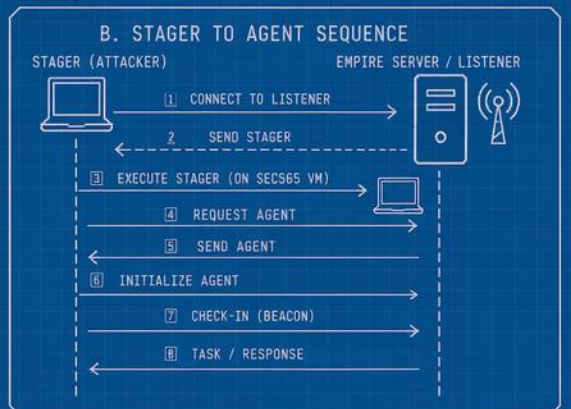 B. STAGER TO AGENT SEQUENCE
STAGER (ATTACKER)
EMPIRE SERVER / LISTENER
1 CONNECT TO LISTENER
2 SEND STAGER
3 EXECUTE STAGER (ON SEC565 VM)
4 REQUEST AGENT
5 SEND AGENT
6 INITIALIZE AGENT
7 CHECK-IN (BEACON)
8 TASK / RESPONSE